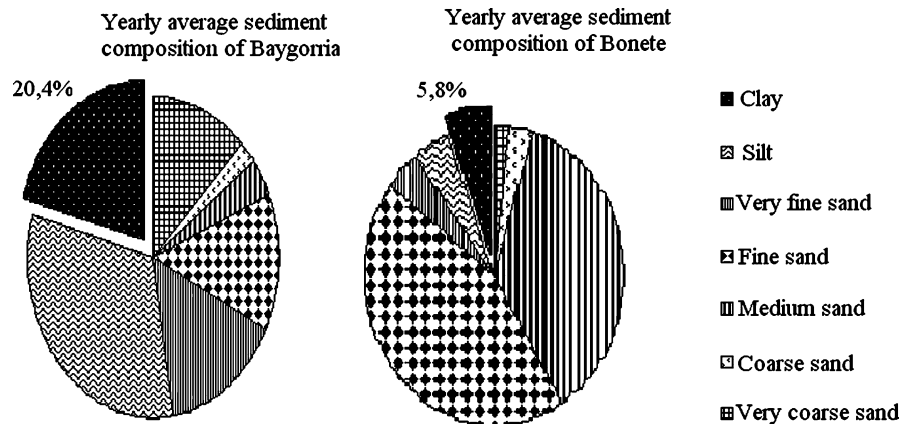 Yearly average sediment
composition of Baygorria
20,4%
Yearly average sediment
composition of Bonete
5,8%
Clay
Silt
Very fine sand
Fine sand
Medium sand
Coarse sand
Very coarse sand